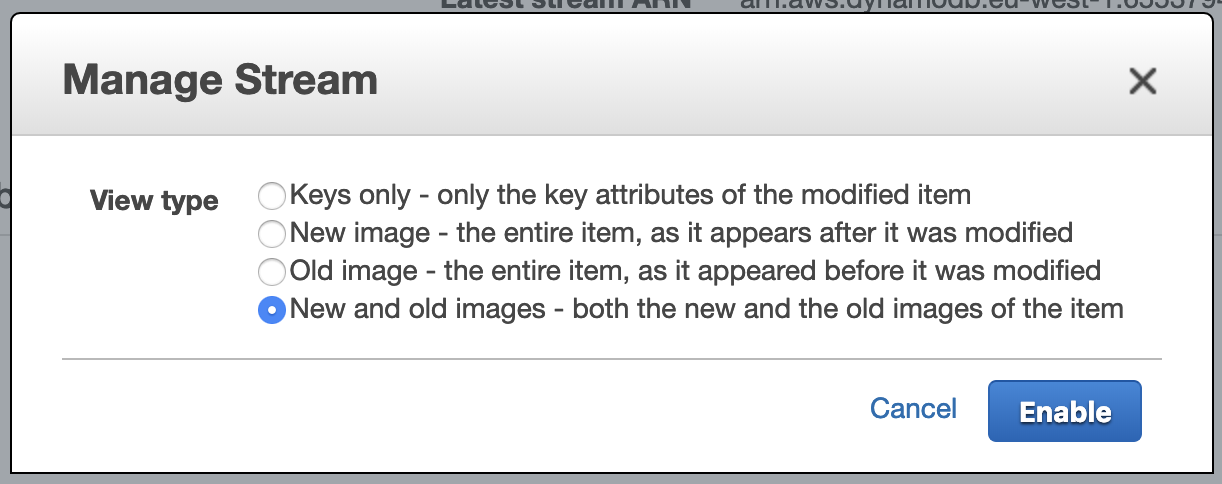 Latest stream ARN arn:aws:dynamodb:eu-west-1:
Manage Stream
View type
Keys only - only the key attributes of the modified item
New image - the entire item, as it appears after it was modified
Old image - the entire item, as it appeared before it was modified
New and old images - both the new and the old images of the item
Cancel
Enable